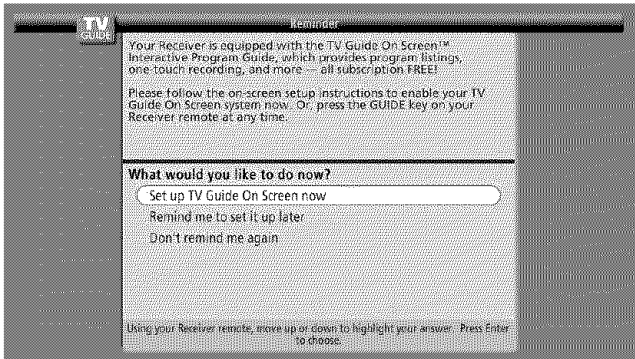 Reminder
TV
GUIDE
Your Receiver is equipped with the TV Guide On Screen™
Interactive Program Guide, which provides program listings,
one-touch recording, and more — all subscription FREE!
Please follow the on-screen setup instructions to enable your TV
Guide On Screen system now. Or, press the GUIDE key on your
Receiver remote at any time.
What would you like to do now?
Set up TV Guide On Screen now
Remind me to set it up later
Don't remind me again
Using your Receiver remote, move up or down to highlight your answer. Press Enter
to choose.